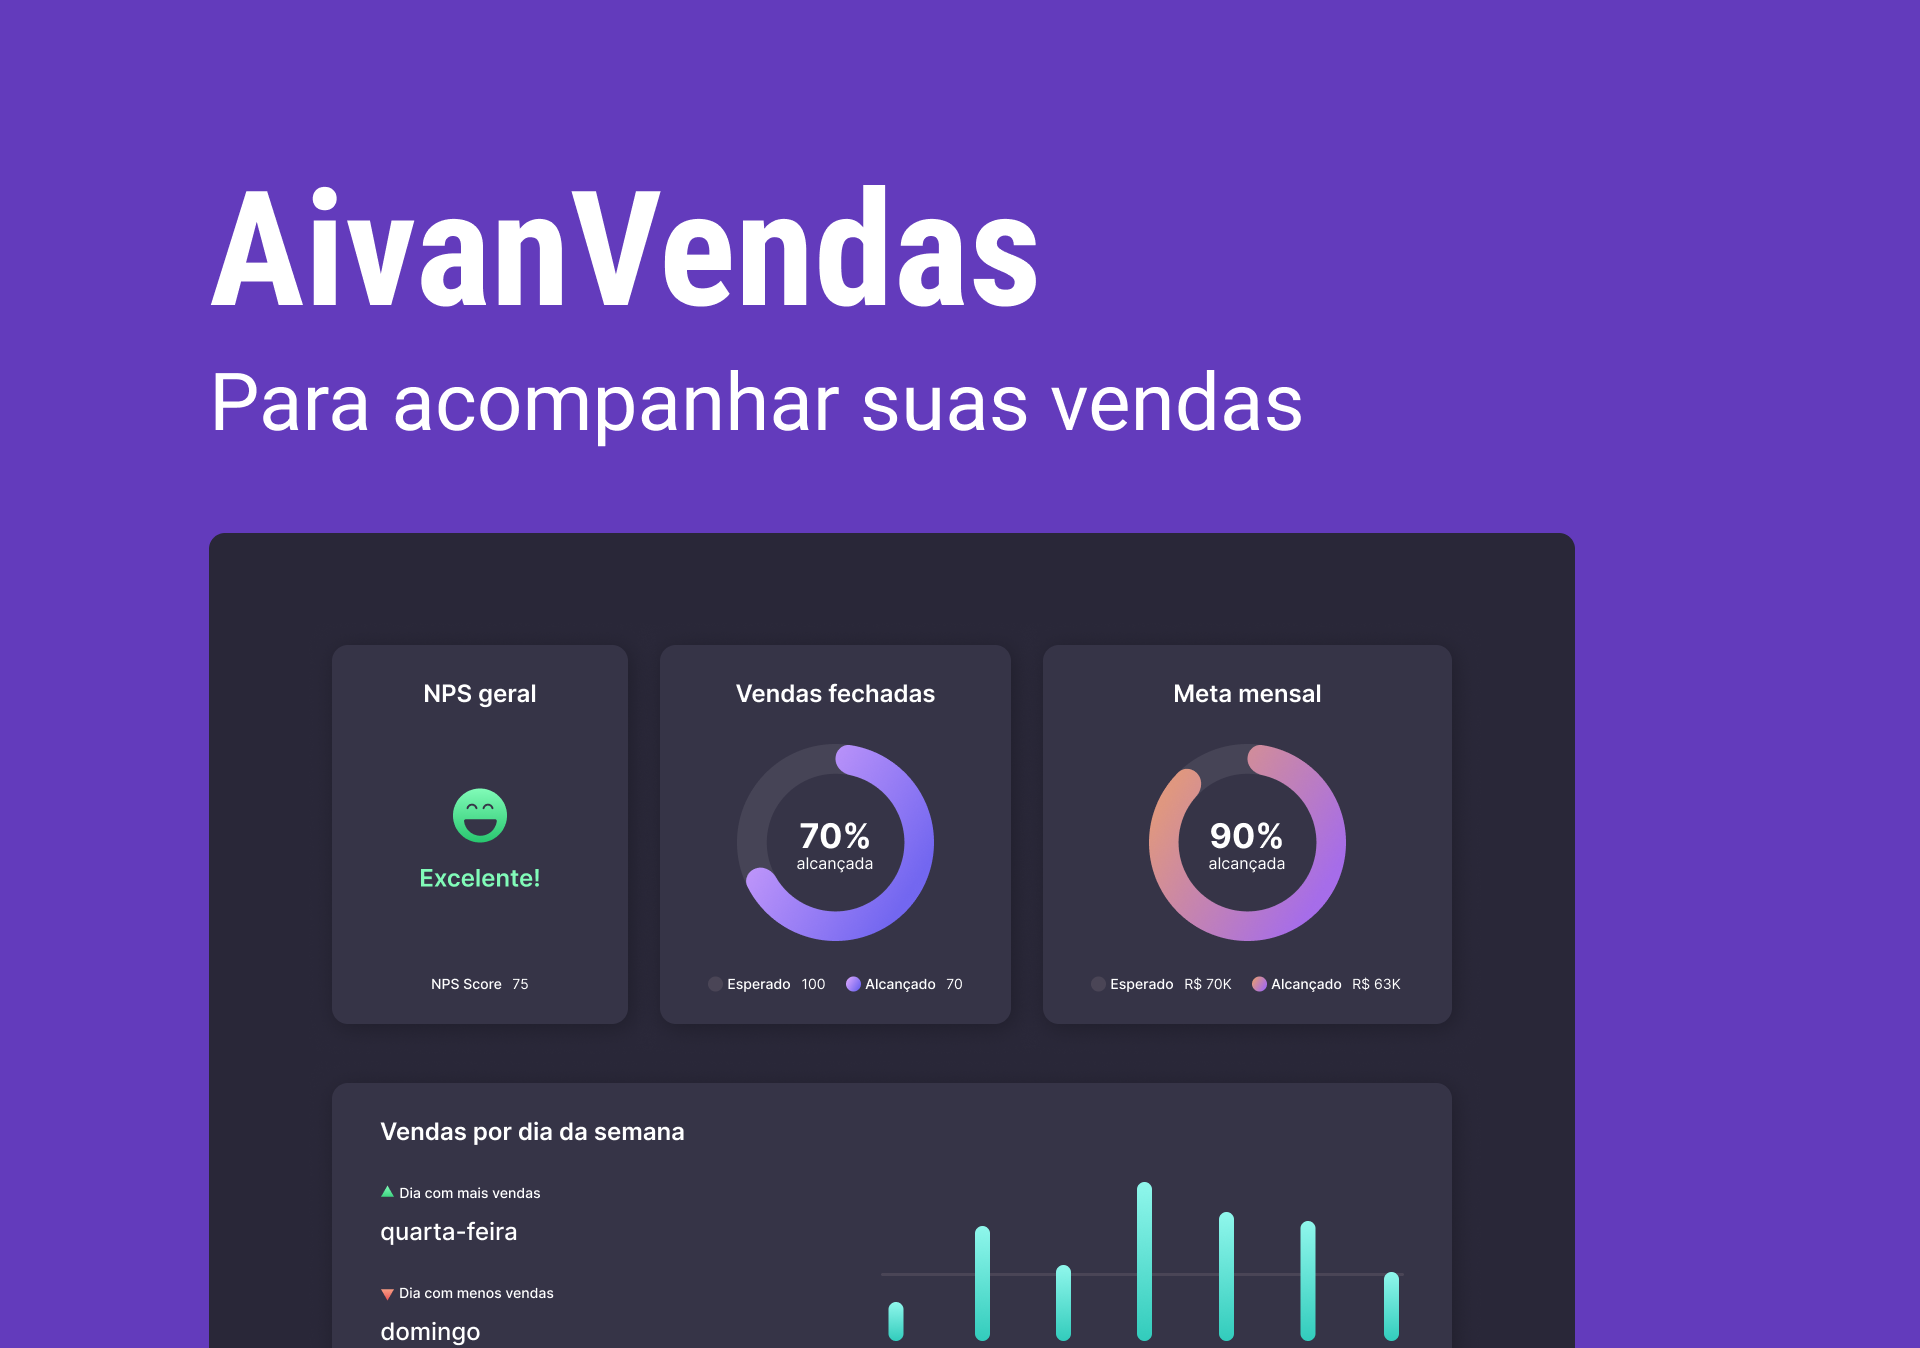 AivanVendas
Para acompanhar suas vendas
NPS geral
Excelente!
NPS Score 75
Vendas fechadas
70%
alcançada
Esperado 100 Alcançado 70
Meta mensal
90%
alcançada
Esperado R$ 70K Alcançado R$ 63K
Vendas por dia da semana
Dia com mais vendas
quarta-feira
Dia com menos vendas
domingo